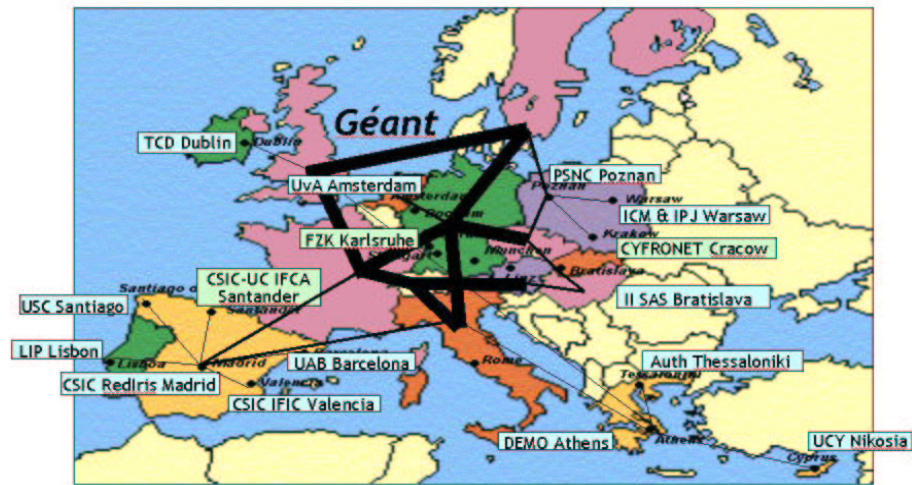 Géant
TCD Dublin
Dublin
UvA Amsterdam
PSNC Poznan
Poznan
Warsaw
ICM & IPJ Warsaw
Krakow
FZK Karlsruhe
CYFRONET Cracow
CSIC-UC IFCA
Santander
Bratislava
II SAS Bratislava
USC Santiago
Santiago
Santander
LIP Lisbon
Lisboa
Madrid
UAB Barcelona
CSIC RedIris Madrid
Valencia
CSIC IFIC Valencia
Rome
Auth Thessaloniki
DEMO Athens
Athens
UCY Nikosia
Cyprus